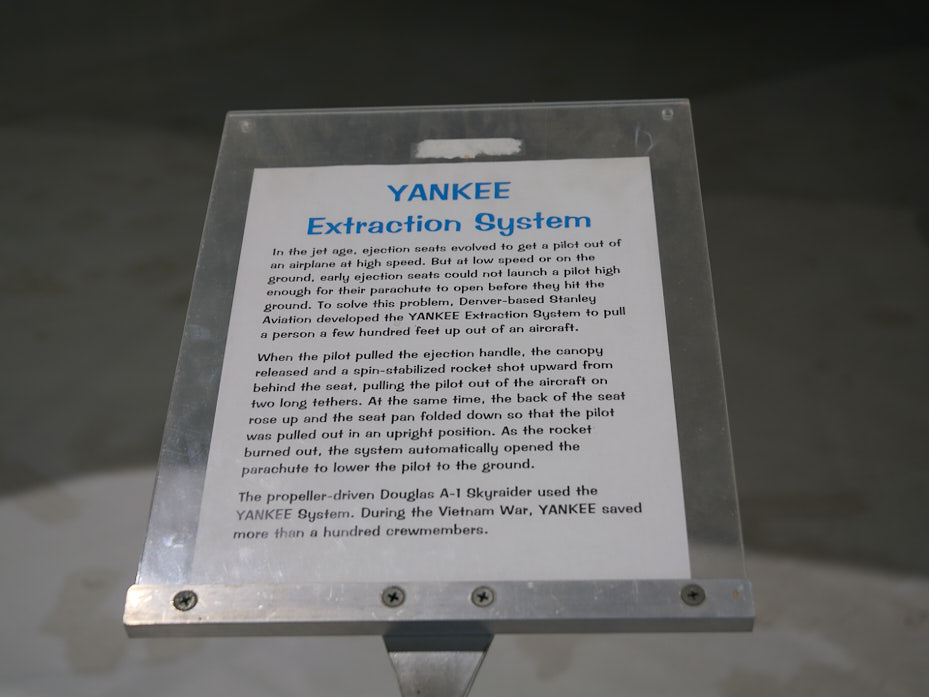 YANKEE
Extraction System
In the jet age, ejection seats evolved to get a pilot out of
an airplane at high speed. But at low speed or on the
ground, early ejection seats could not launch a pilot high
enough for their parachute to open before they hit the
ground. To solve this problem, Denver-based Stanley
Aviation developed the YANKEE Extraction System to pull
a person a few hundred feet up out of an aircraft.
When the pilot pulled the ejection handle, the canopy
released and a spin-stabilized rocket shot upward from
behind the seat, pulling the pilot out of the aircraft on
two long tethers. At the same time, the back of the seat
rose up and the seat pan folded down so that the pilot
was pulled out in an upright position. As the rocket
burned out, the system automatically opened the
parachute to lower the pilot to the ground.
The propeller-driven Douglas A-1 Skyraider used the
YANKEE System. During the Vietnam War, YANKEE saved
more than a hundred crewmembers.